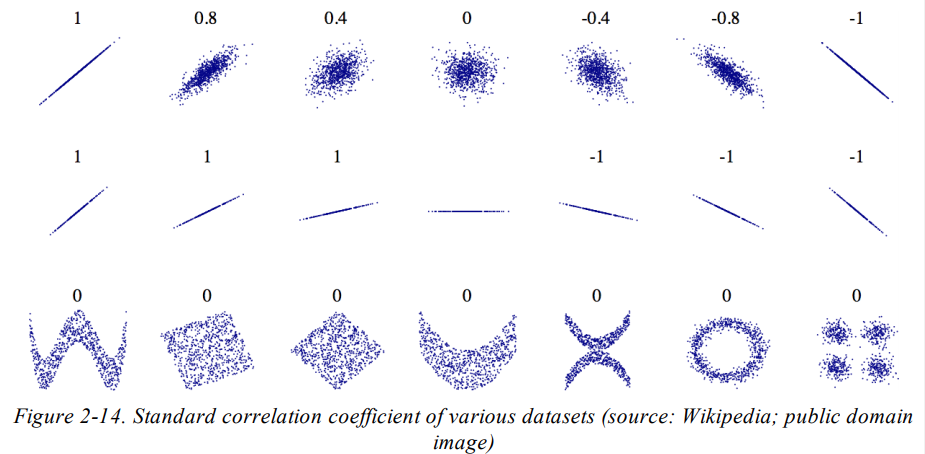 1 0.8 0.4 0 -0.4 -0.8 -1
1 1 1 -1 -1 -1
0 0 0 0 0 0 0
Figure 2-14. Standard correlation coefficient of various datasets (source: Wikipedia; public domain
image)